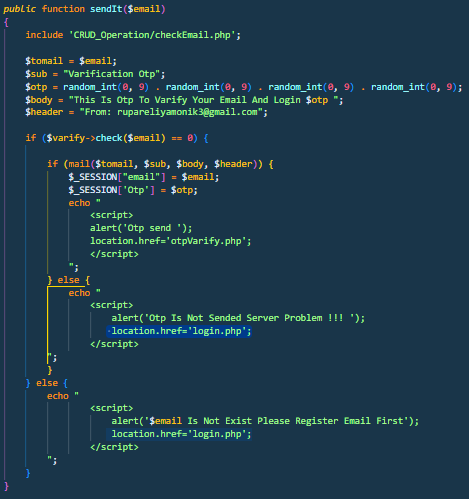 public function sendIt($email)
{
include 'CRUD_Operation/checkEmail.php';
$tomail = $email;
$sub = "Varification Otp";
$otp = random_int(0, 9) . random_int(0, 9) . random_int(0, 9) . random_int(0, 9);
$body = "This Is Otp To Varify Your Email And Login $otp ";
$header = "From: rupareliyamonik3@gmail.com";
if ($varify->check($email) == 0) {
if (mail($tomail, $sub, $body, $header)) {
$_SESSION["email"] = $email;
$_SESSION['Otp'] = $otp;
echo "
<script>
alert('Otp send ');
location.href='otpVarify.php';
</script>
";
} else {
echo "
<script>
alert('Otp Is Not Sended Server Problem !!! ');
location.href='login.php';
</script>
";
}
} else {
echo "
<script>
alert('$email Is Not Exist Please Register Email First');
location.href='login.php';
</script>
";
}
}